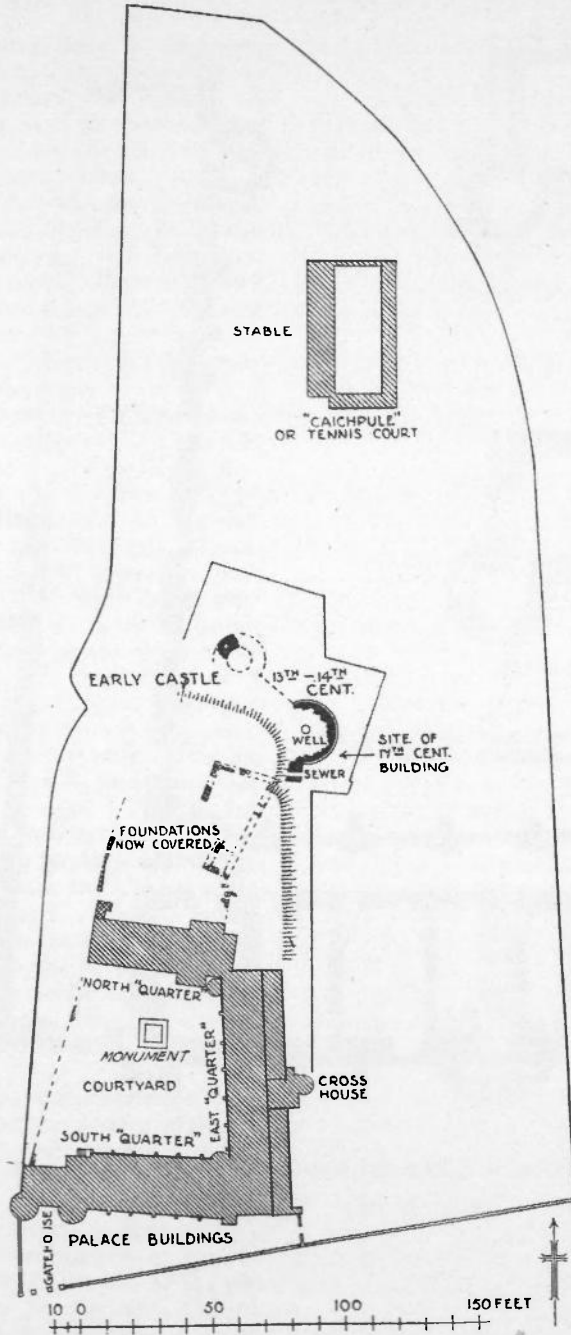 STABLE
"CAICHPULE"
OR TENNIS COURT
EARLY CASTLE
13TH – 14TH
CENT.
WELL
SITE OF
17TH CENT.
BUILDING
SEWER
FOUNDATIONS
NOW COVERED
NORTH "QUARTER"
MONUMENT
COURTYARD
EAST "QUARTER"
CROSS
HOUSE
SOUTH "QUARTER"
GATEHOUSE
PALACE BUILDINGS
10 0 50 100 150 FEET